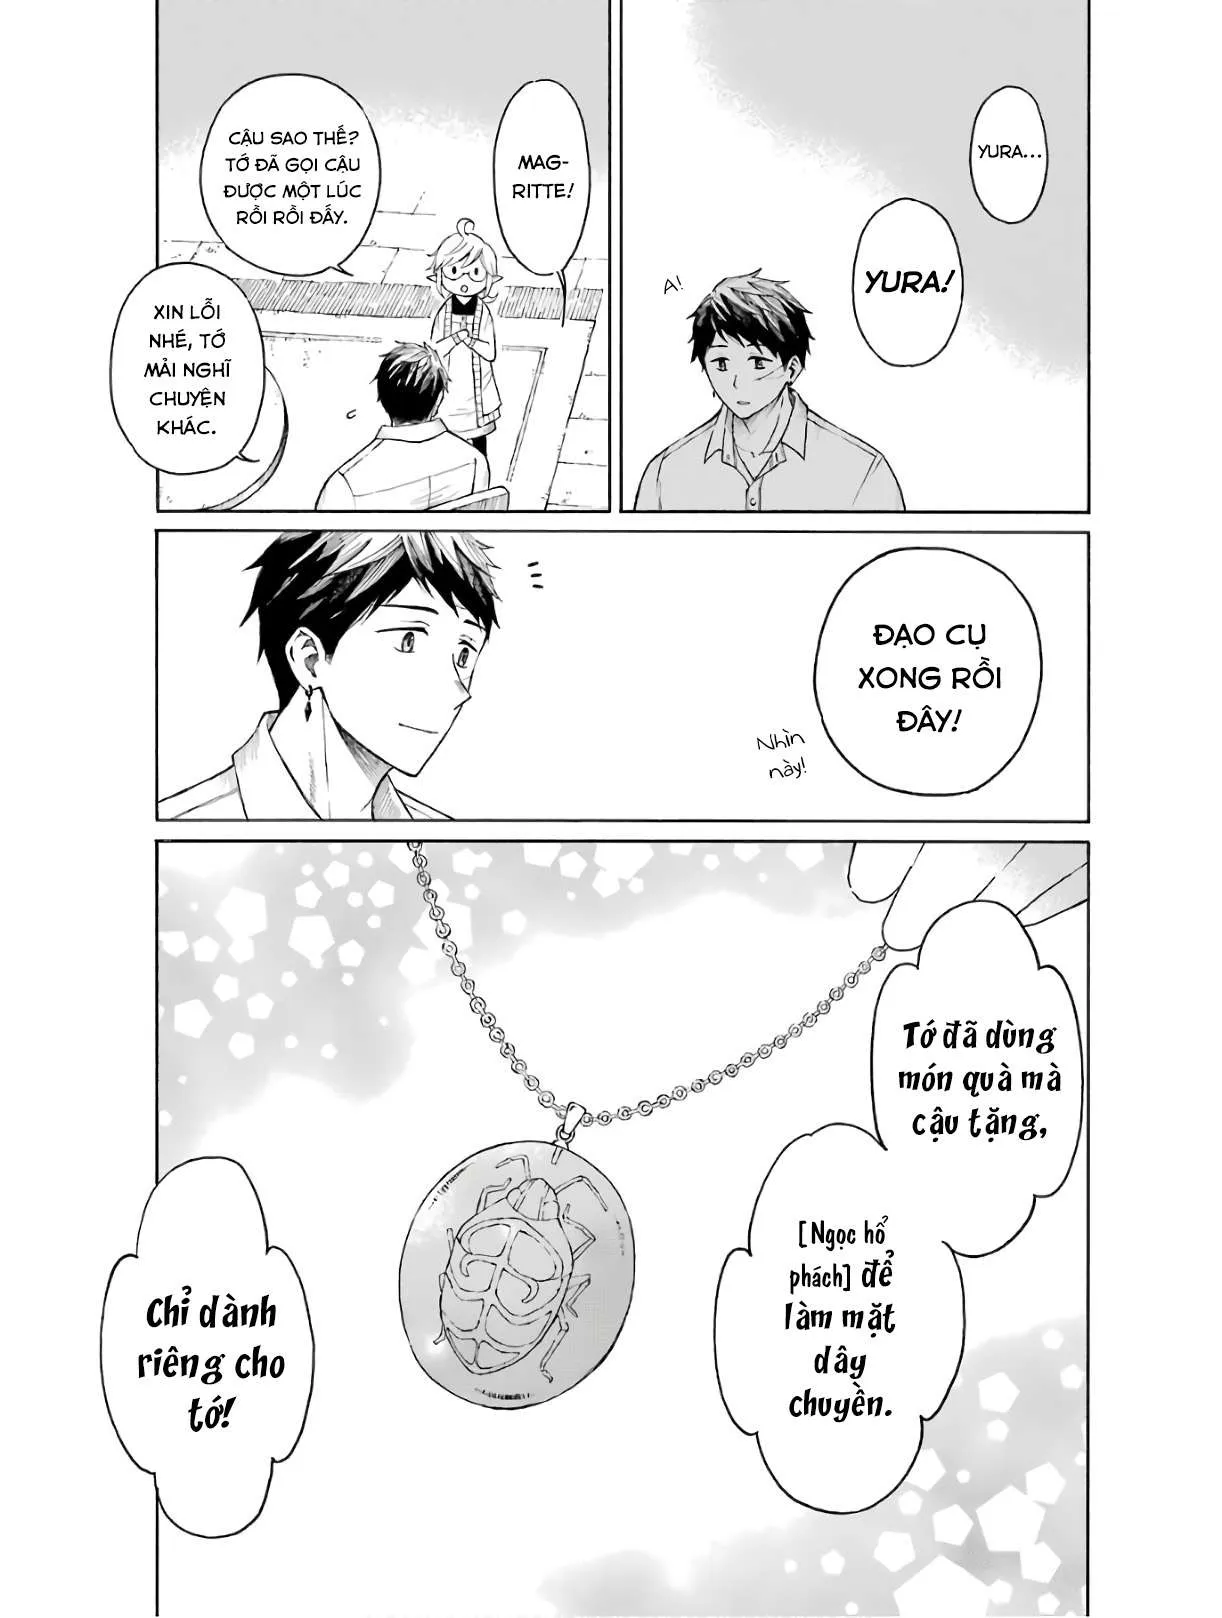 YURA...
YURA!
A!
MAG-
RITTE!
CẬU SAO THẾ?
TỚ ĐÃ GỌI CẬU
ĐƯỢC MỘT LÚC
RỒI RỒI ĐẤY.
XIN LỖI
NHÉ, TỚ
MẢI NGHĨ
CHUYỆN
KHÁC.
ĐẠO CỤ
XONG RỒI
ĐÂY!
Nhìn
này!
Tớ đã dùng
món quà mà
cậu tặng,
[Ngọc hổ
phách] để
làm mặt
dây
chuyền.
Chỉ dành
riêng cho
tớ!